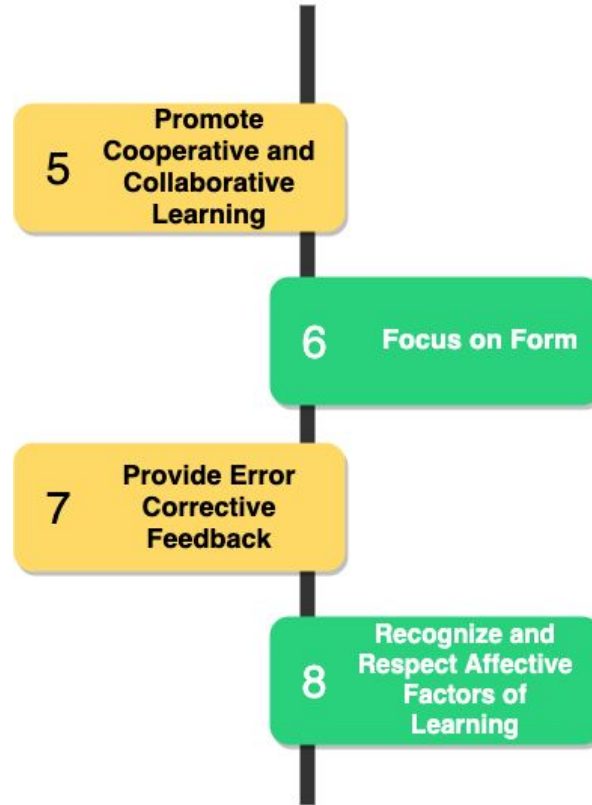 5
Promote
Cooperative and
Collaborative
Learning
6
Focus on Form
7
Provide Error
Corrective
Feedback
8
Recognize and
Respect Affective
Factors of
Learning